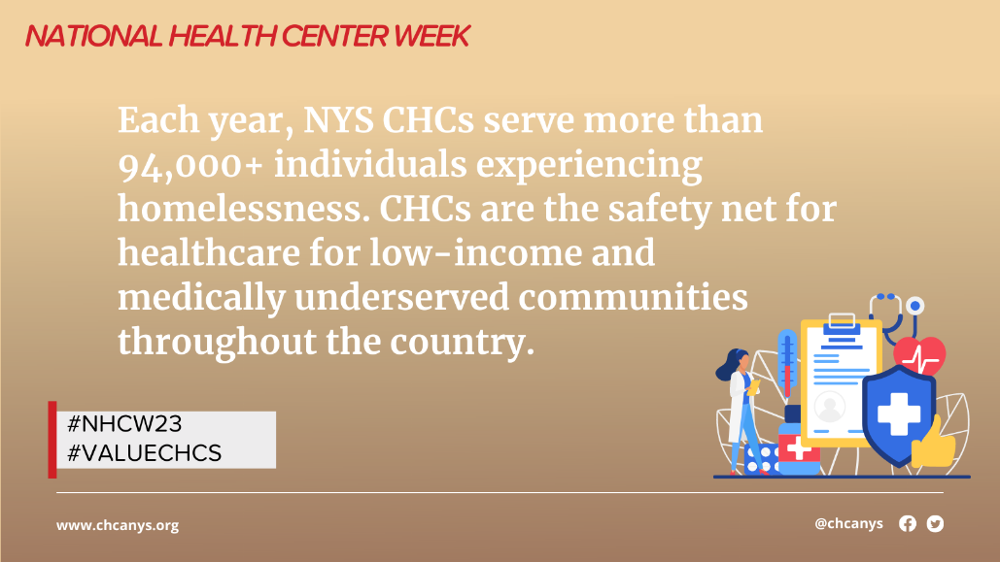 NATIONAL HEALTH CENTER WEEK
Each year, NYS CHCs serve more than
94,000+ individuals experiencing
homelessness. CHCs are the safety net for
healthcare for low-income and
medically underserved communities
throughout the country.
#NHCW23
#VALUECHCS
www.chcanys.org
@chcanys